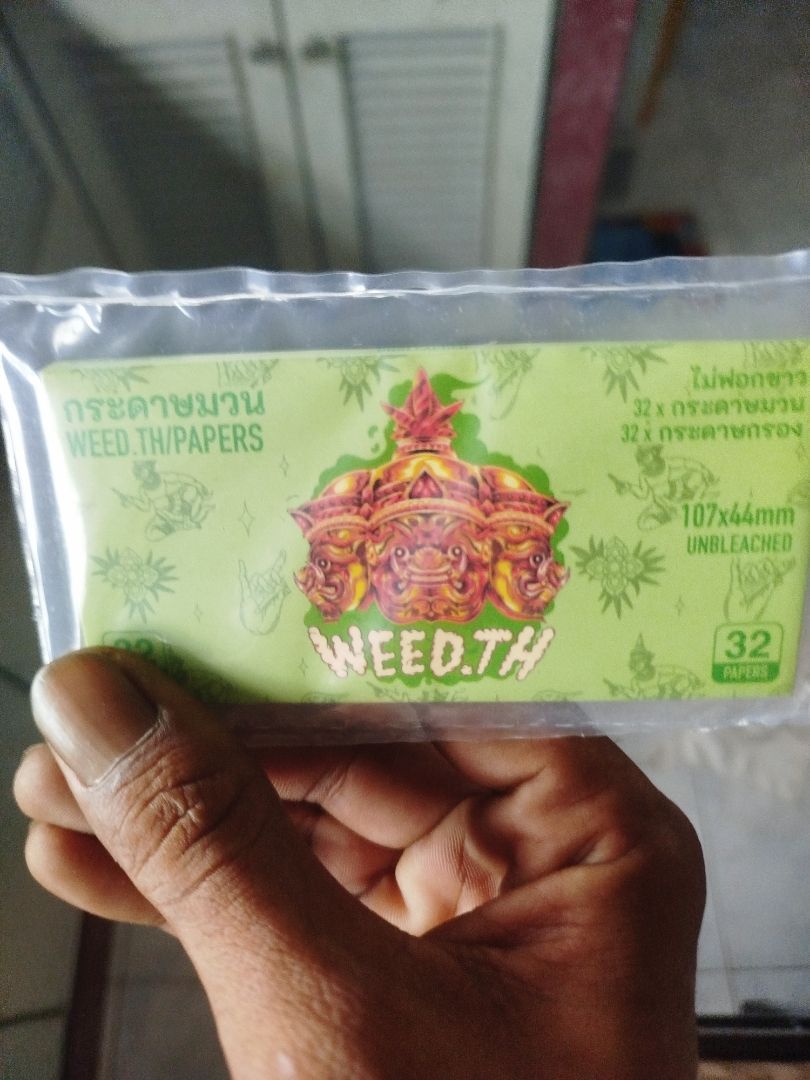 กระดาษมวน
WEED.TH/PAPERS
ไม่ฟอกขาว
32 x กระดาษมวน
32 x กระดาษกรอง
107x44mm
UNBLEACHED
WEED.TH
32
PAPERS